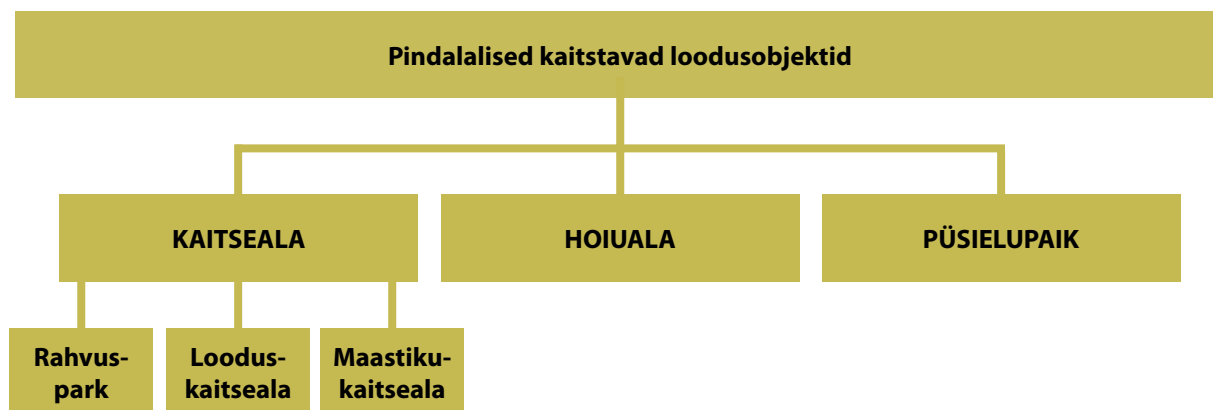 Pindalalised kaitstavad loodusobjektid
KAITSEALA
HOIUALA
PÜSIELUPAIK
Rahvus-
park
Loodus-
kaitseala
Maastiku-
kaitseala